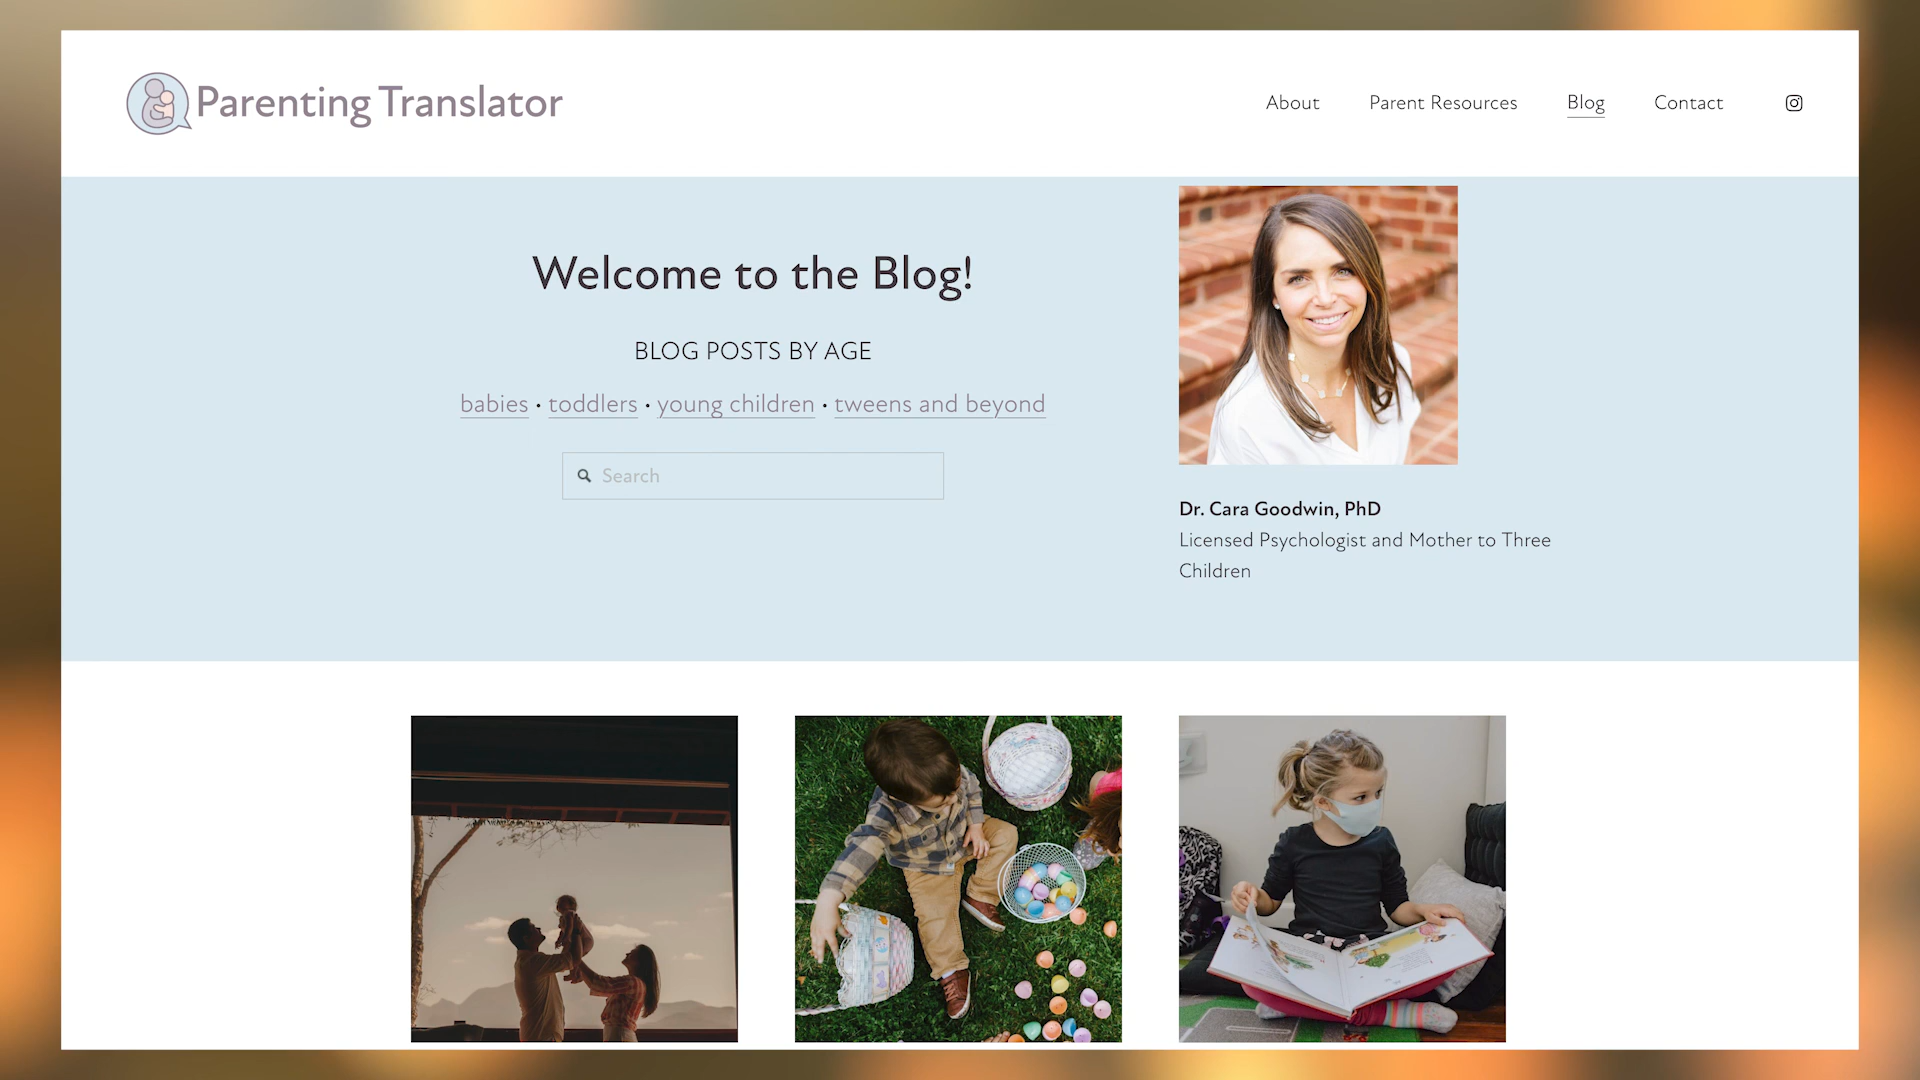 Parenting Translator
About
Parent Resources
Blog
Contact
Welcome to the Blog!
BLOG POSTS BY AGE
babies • toddlers • young children • tweens and beyond
Search
Dr. Cara Goodwin, PhD
Licensed Psychologist and Mother to Three
Children